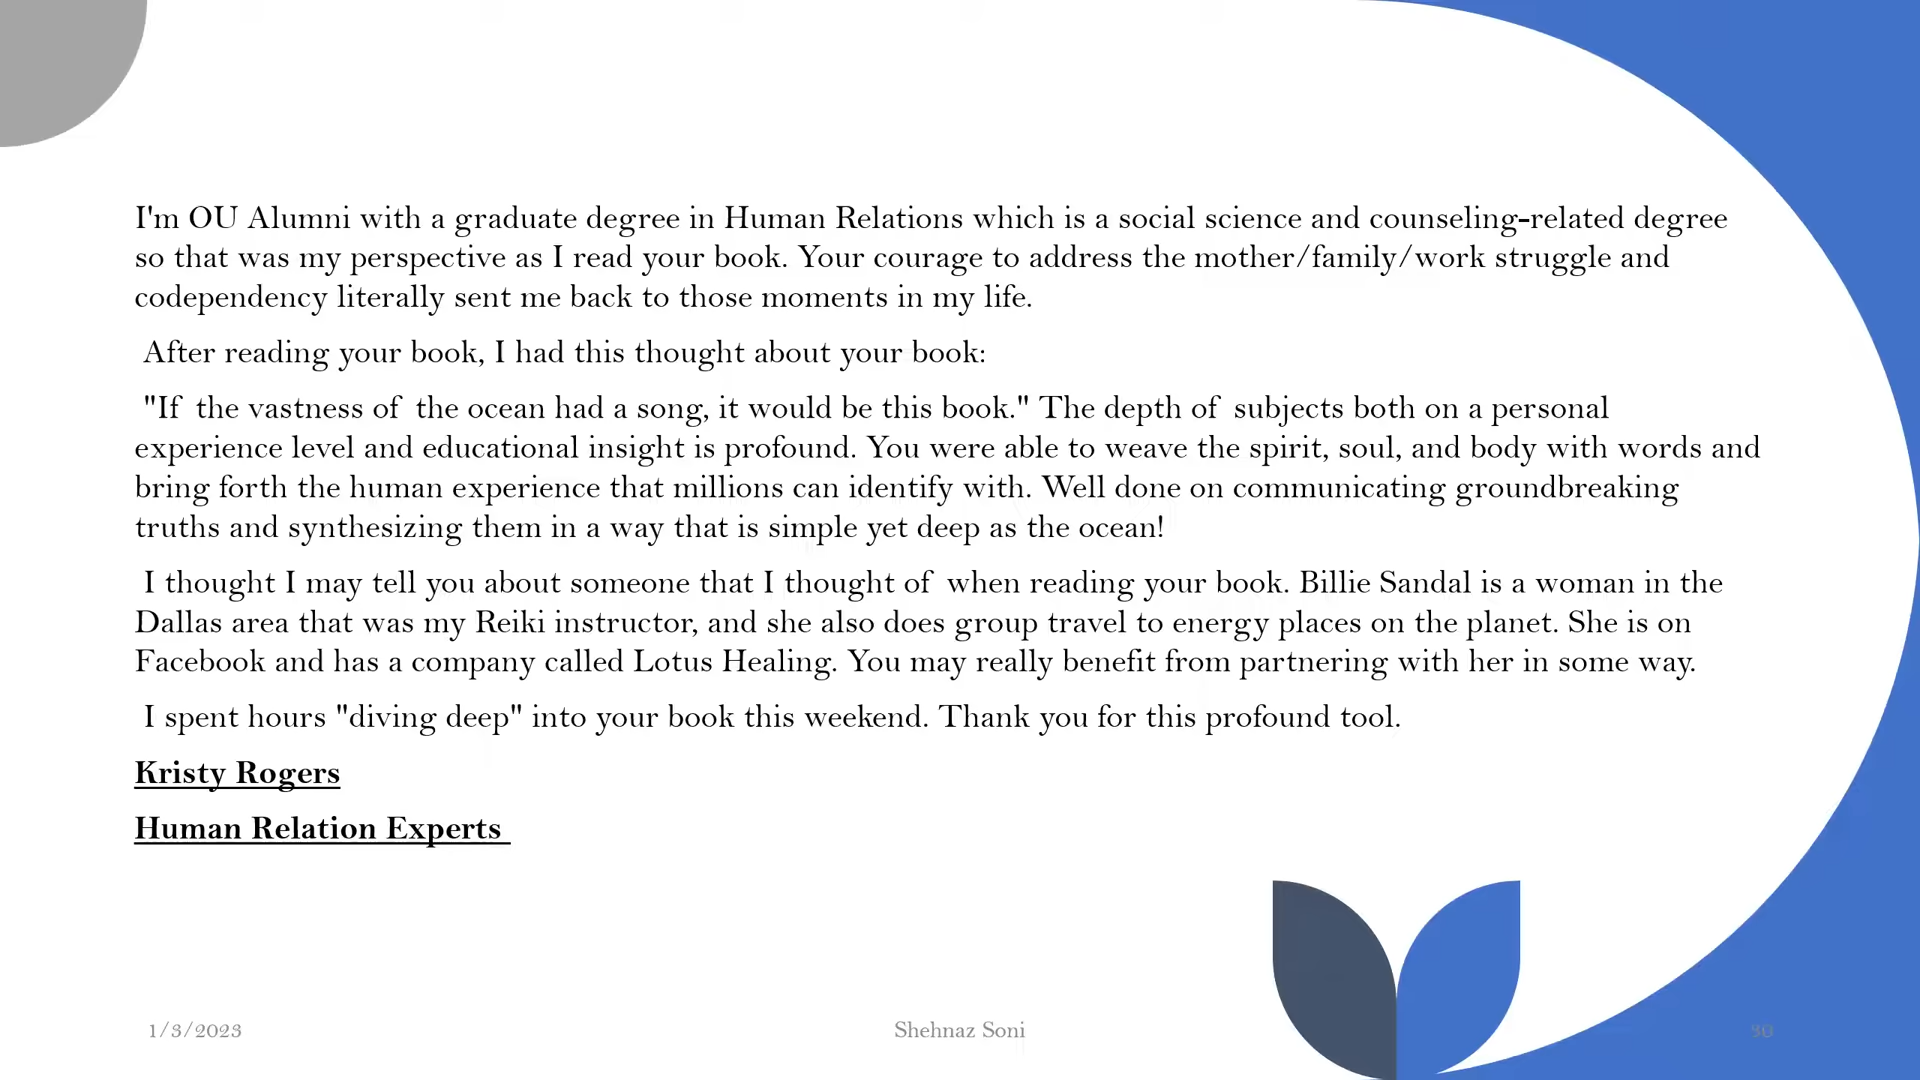 I'm OU Alumni with a graduate degree in Human Relations which is a social science and counseling-related degree
so that was my perspective as I read your book. Your courage to address the mother/family/work struggle and
codependency literally sent me back to those moments in my life.
After reading your book, I had this thought about your book:
"If the vastness of the ocean had a song, it would be this book." The depth of subjects both on a personal
experience level and educational insight is profound. You were able to weave the spirit, soul, and body with words and
bring forth the human experience that millions can identify with. Well done on communicating groundbreaking
truths and synthesizing them in a way that is simple yet deep as the ocean!
I thought I may tell you about someone that I thought of when reading your book. Billie Sandal is a woman in the
Dallas area that was my Reiki instructor, and she also does group travel to energy places on the planet. She is on
Facebook and has a company called Lotus Healing. You may really benefit from partnering with her in some way.
I spent hours "diving deep" into your book this weekend. Thank you for this profound tool.
Kristy Rogers
Human Relation Experts
1/3/2023
Shehnaz Soni
30